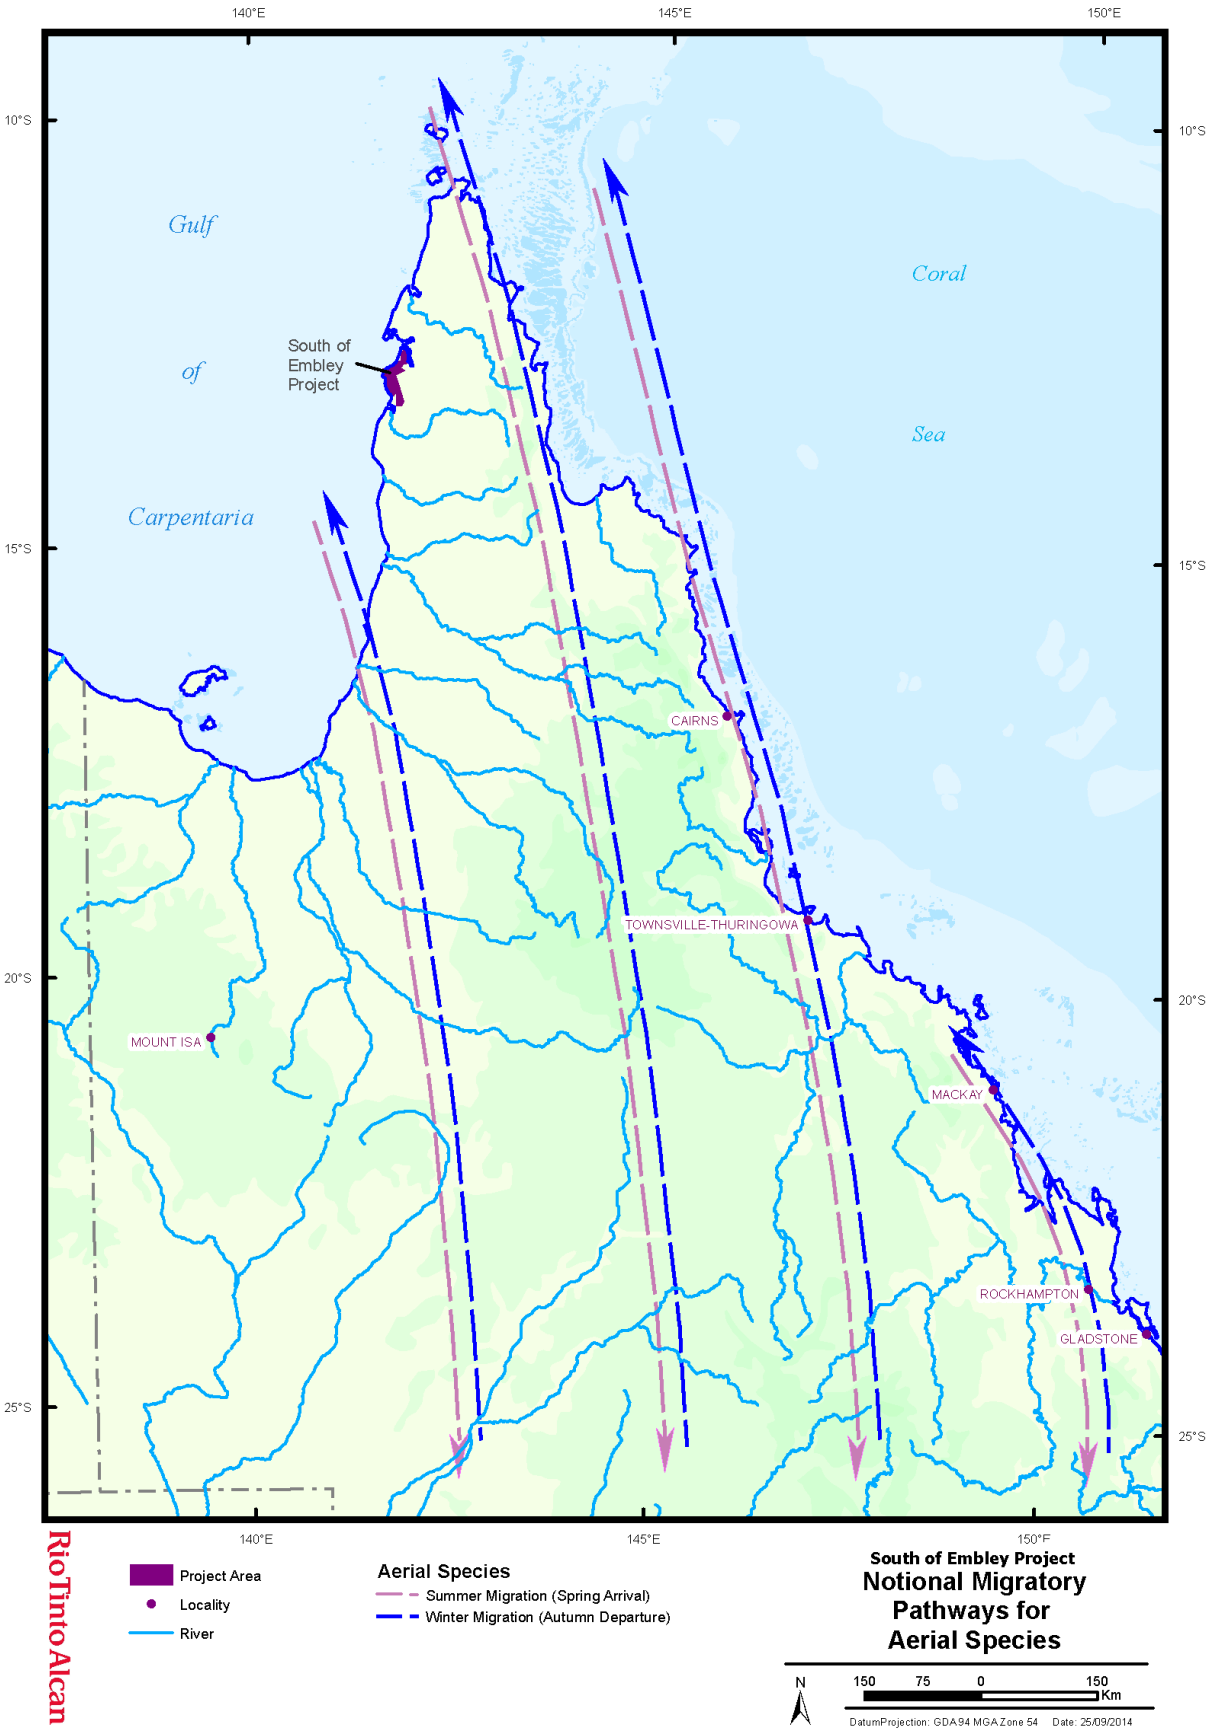 140°E
145°E
150°E
10°S
10°S
Gulf
Coral
South of
Embley
Project
of
Sea
Carpentaria
15°S
15°S
CAIRNS
TOWNSVILLE-THURINGOWA
20°S
20°S
MOUNT ISA
MACKAY
ROCKHAMPTON
GLADSTONE
25°S
25°S
140°E
145°E
150°E
RioTintoAlcan
Project Area
Locality
River
Aerial Species
Summer Migration (Spring Arrival)
Winter Migration (Autumn Departure)
South of Embley Project
Notional Migratory
Pathways for
Aerial Species
N
150 75 0 150
Km
Datum/Projection: GDA94 MGA Zone 54 Date: 25/09/2014